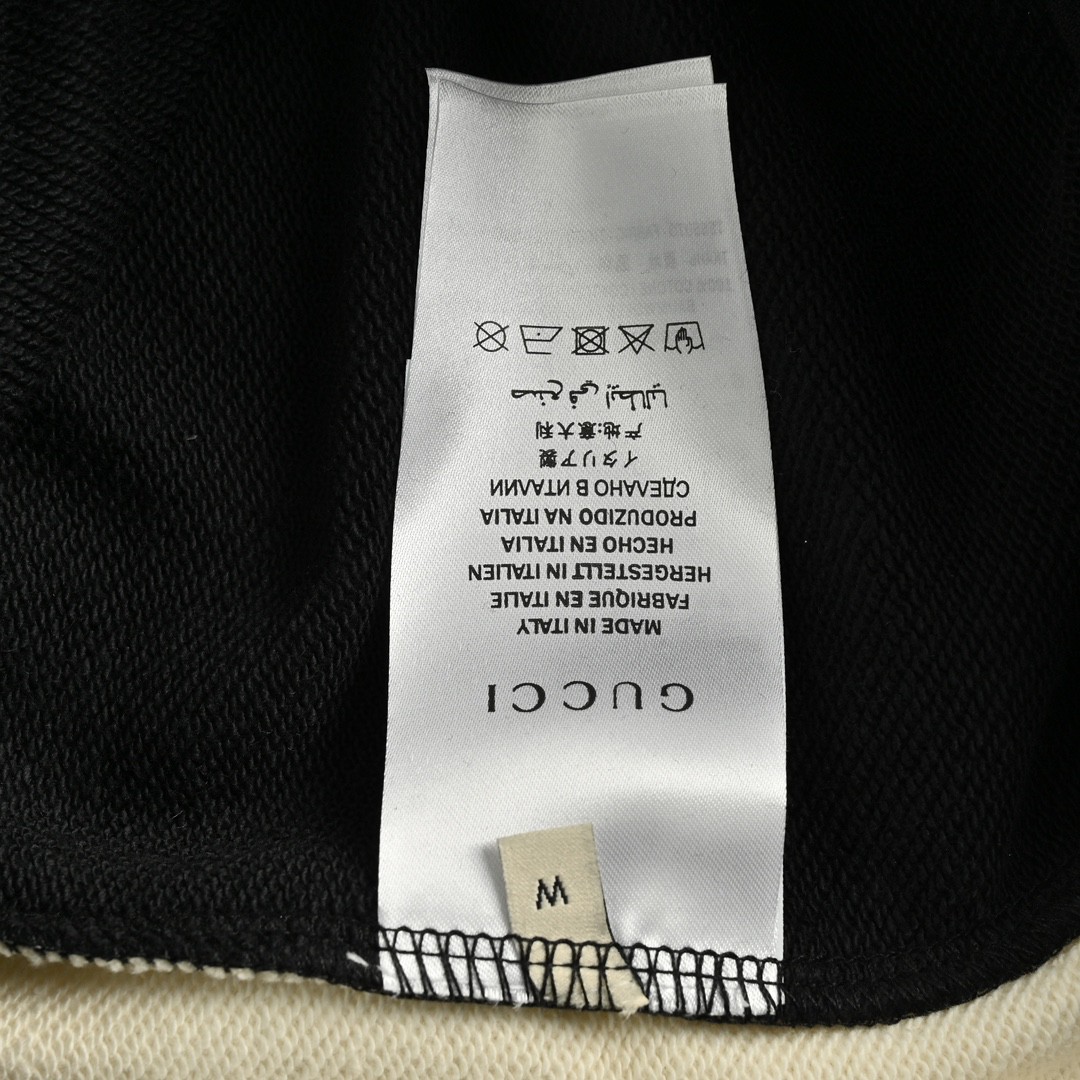 GUCCI
MADE IN ITALY
FABRIQUE EN ITALIE
HERGESTELLT IN ITALIEN
HECHO EN ITALIA
PRODUZIDO NA ITALIA
СДЕЛАНО В ИТАЛИИ
イタリア製
产地:意大利
صنع في إيطاليا
M